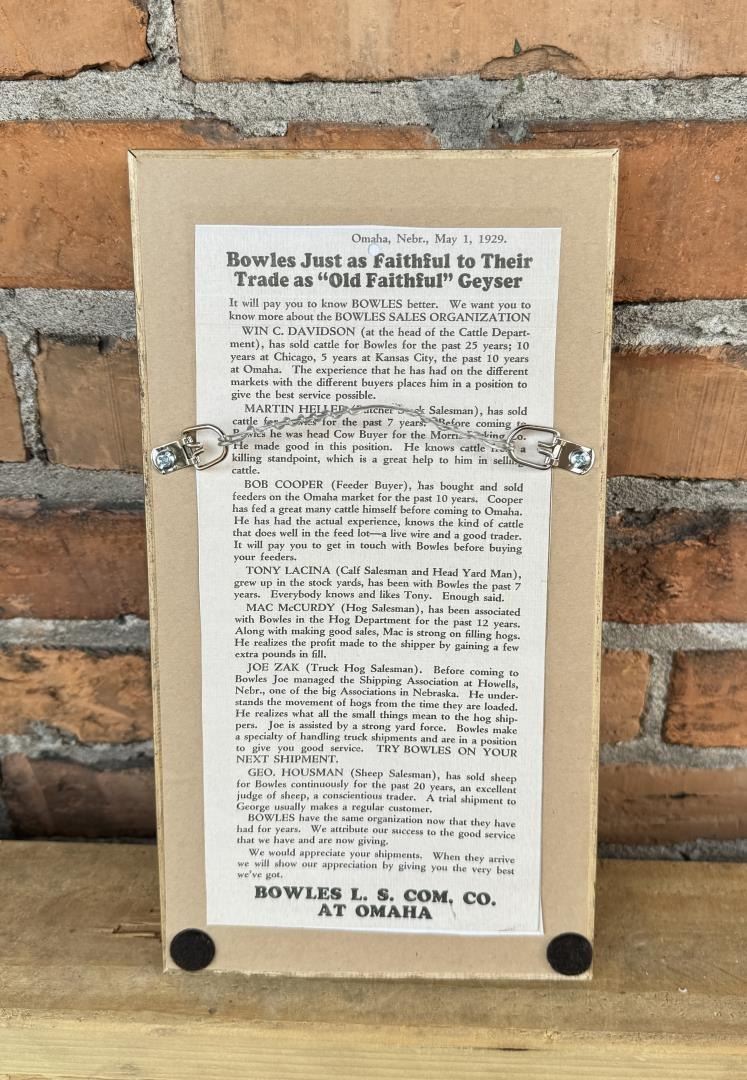 Omaha, Nebr., May 1, 1929.
Bowles Just as Faithful to Their
Trade as “Old Faithful” Geyser
It will pay you to know BOWLES better. We want you to
know more about the BOWLES SALES ORGANIZATION
WIN C. DAVIDSON (at the head of the Cattle Depart-
ment), has sold cattle for Bowles for the past 25 years; 10
years at Chicago, 5 years at Kansas City, the past 10 years
at Omaha. The experience that he has had on the different
markets with the different buyers places him in a position to
give the best service possible.
MARTIN HELLER (Butcher Stock Salesman), has sold
cattle for Bowles for the past 7 years. Before coming to
Bowles he was head Cow Buyer for the Morris Packing Co.
He made good in this position. He knows cattle from a
killing standpoint, which is a great help to him in selling
cattle.
BOB COOPER (Feeder Buyer), has bought and sold
feeders on the Omaha market for the past 10 years. Cooper
has fed a great many cattle himself before coming to Omaha.
He has had the actual experience, knows the kind of cattle
that does well in the feed lot—a live wire and a good trader.
It will pay you to get in touch with Bowles before buying
your feeders.
TONY LACINA (Calf Salesman and Head Yard Man),
grew up in the stock yards, has been with Bowles the past 7
years. Everybody knows and likes Tony. Enough said.
MAC McCURDY (Hog Salesman), has been associated
with Bowles in the Hog Department for the past 12 years.
Along with making good sales, Mac is strong on filling hogs.
He realizes the profit made to the shipper by gaining a few
extra pounds in fill.
JOE ZAK (Truck Hog Salesman). Before coming to
Bowles Joe managed the Shipping Association at Howells,
Nebr., one of the big Associations in Nebraska. He under-
stands the movement of hogs from the time they are loaded.
He realizes what all the small things mean to the hog ship-
pers. Joe is assisted by a strong yard force. Bowles make
a specialty of handling truck shipments and are in a position
to give you good service. TRY BOWLES ON YOUR
NEXT SHIPMENT.
GEO. HOUSMAN (Sheep Salesman), has sold sheep
for Bowles continuously for the past 20 years, an excellent
judge of sheep, a conscientious trader. A trial shipment to
George usually makes a regular customer.
BOWLES have the same organization now that they have
had for years. We attribute our success to the good service
that we have and are now giving.
We would appreciate your shipments. When they arrive
we will show our appreciation by giving you the very best
we've got.
BOWLES L. S. COM. CO.
AT OMAHA